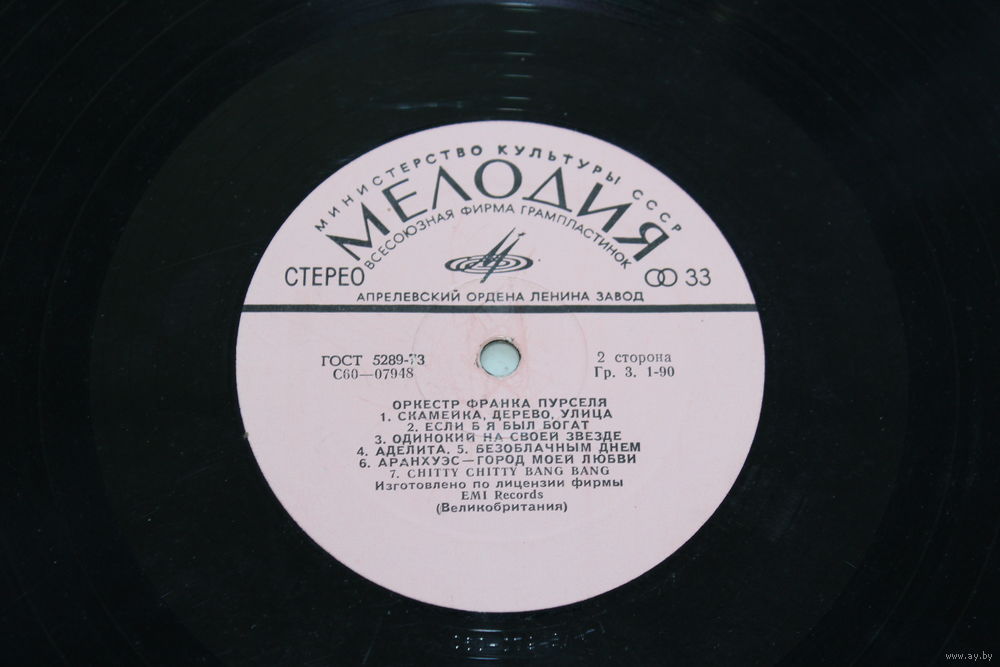 МИНИСТЕРСТВО КУЛЬТУРЫ СССР
МЕЛОДИЯ
ВСЕСОЮЗНАЯ ФИРМА ГРАМПЛАСТИНОК
СТЕРЕО
33
АПРЕЛЕВСКИЙ ОРДЕНА ЛЕНИНА ЗАВОД
ГОСТ 5289-73
2 сторона
С60—07948
Гр. 3. 1-90
ОРКЕСТР ФРАНКА ПУРСЕЛЯ
1. СКАМЕЙКА, ДЕРЕВО, УЛИЦА
2. ЕСЛИ Б Я БЫЛ БОГАТ
3. ОДИНОКИЙ НА СВОЕЙ ЗВЕЗДЕ
4. АДЕЛИТА. 5. БЕЗОБЛАЧНЫМ ДНЕМ
6. АРАНХУЭС—ГОРОД МОЕЙ ЛЮБВИ
7. CHITTY CHITTY BANG BANG
Изготовлено по лицензии фирмы
EMI Records
(Великобритания)
www.ay.by